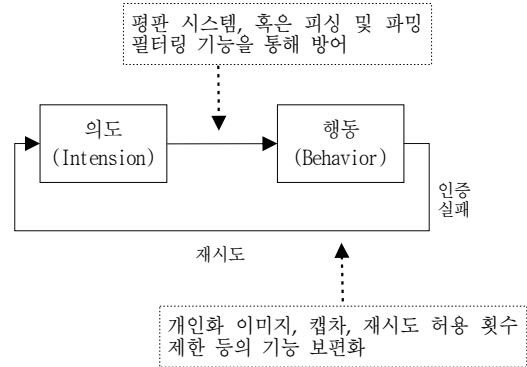 평판 시스템, 혹은 피싱 및 파밍
필터링 기능을 통해 방어
의도
(Intension)
행동
(Behavior)
인증
실패
재시도
개인화 이미지, 캡차, 재시도 허용 횟수
제한 등의 기능 보편화